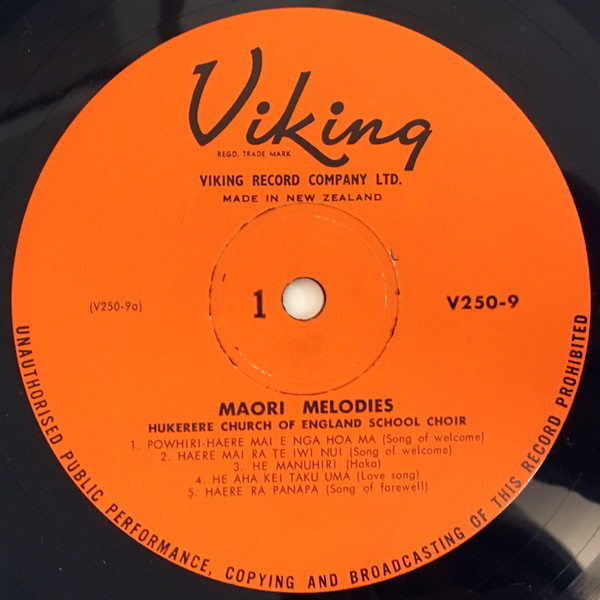 Viking
REGD. TRADE MARK
VIKING RECORD COMPANY LTD.
MADE IN NEW ZEALAND
(V250-9a)
1
V250-9
MAORI MELODIES
HUKERERE CHURCH OF ENGLAND SCHOOL CHOIR
1. POWHIRI-HAERE MAI E NGA HOA MA (Song of welcome)
2. HAERE MAI RA TE IWI NUI (Song of welcome)
3. HE MANUHIRI (Haka)
4. HE AHA KEI TAKU UMA (Love song)
5. HAERE RA PANAPA (Song of farewell)
UNAUTHORISED PUBLIC PERFORMANCE, COPYING AND BROADCASTING OF THIS RECORD PROHIBITED